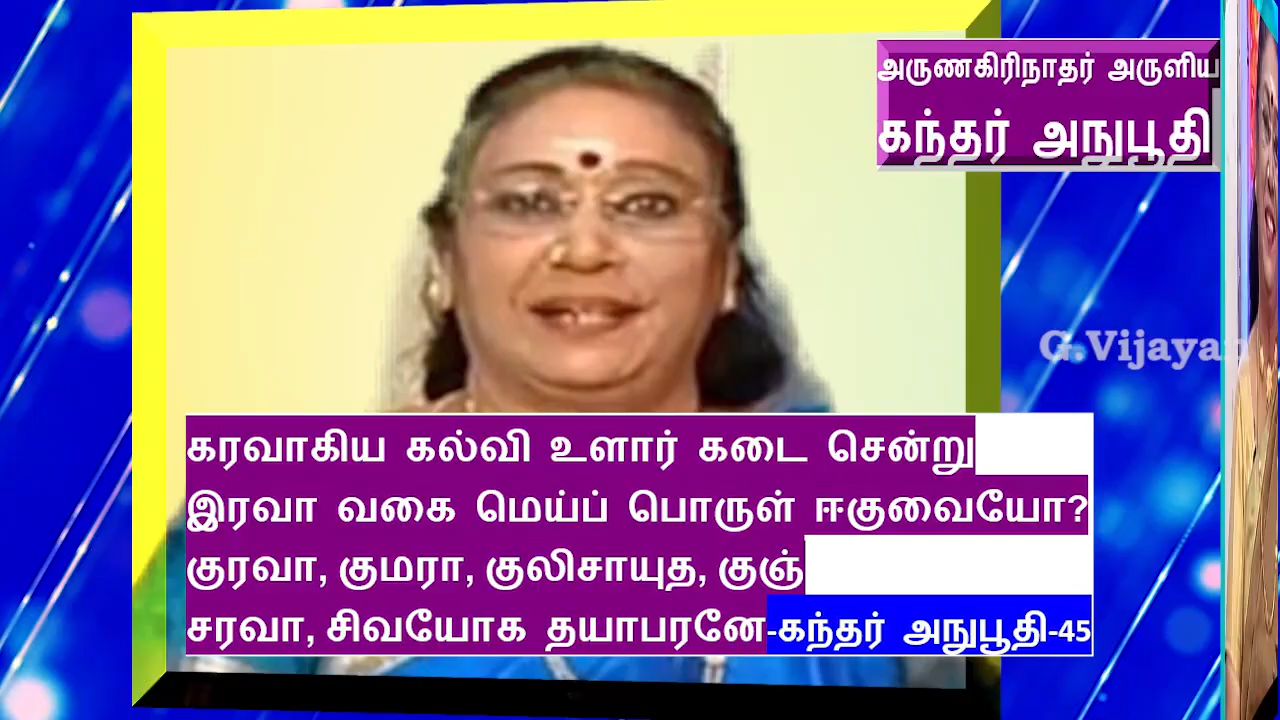 அருணகிரிநாதர் அருளிய
கந்தர் அநுபூதி
G.Vijayan
கரவாகிய கல்வி உளார் கடை சென்று
இரவா வகை மெய்ப் பொருள் ஈகுவையோ?
குரவா, குமரா, குலிசாயுத, குஞ்
சரவா, சிவயோக தயாபரனே-கந்தர் அநுபூதி-45